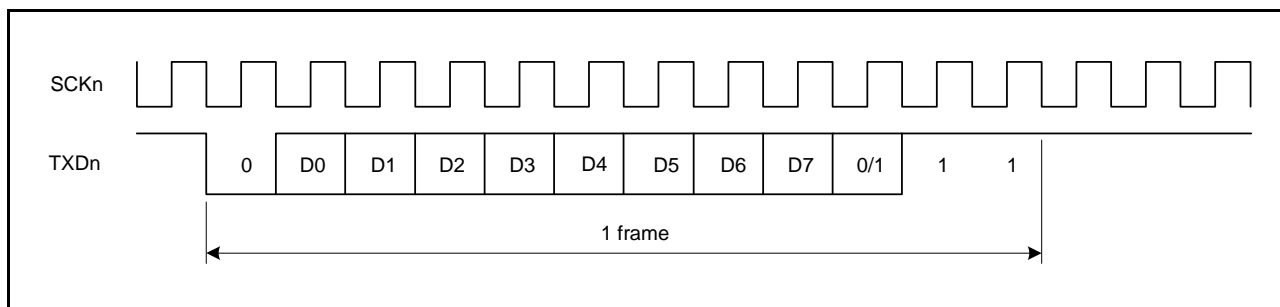 SCKn
TXDn
0 D0 D1 D2 D3 D4 D5 D6 D7 0/1 1 1
1 frame